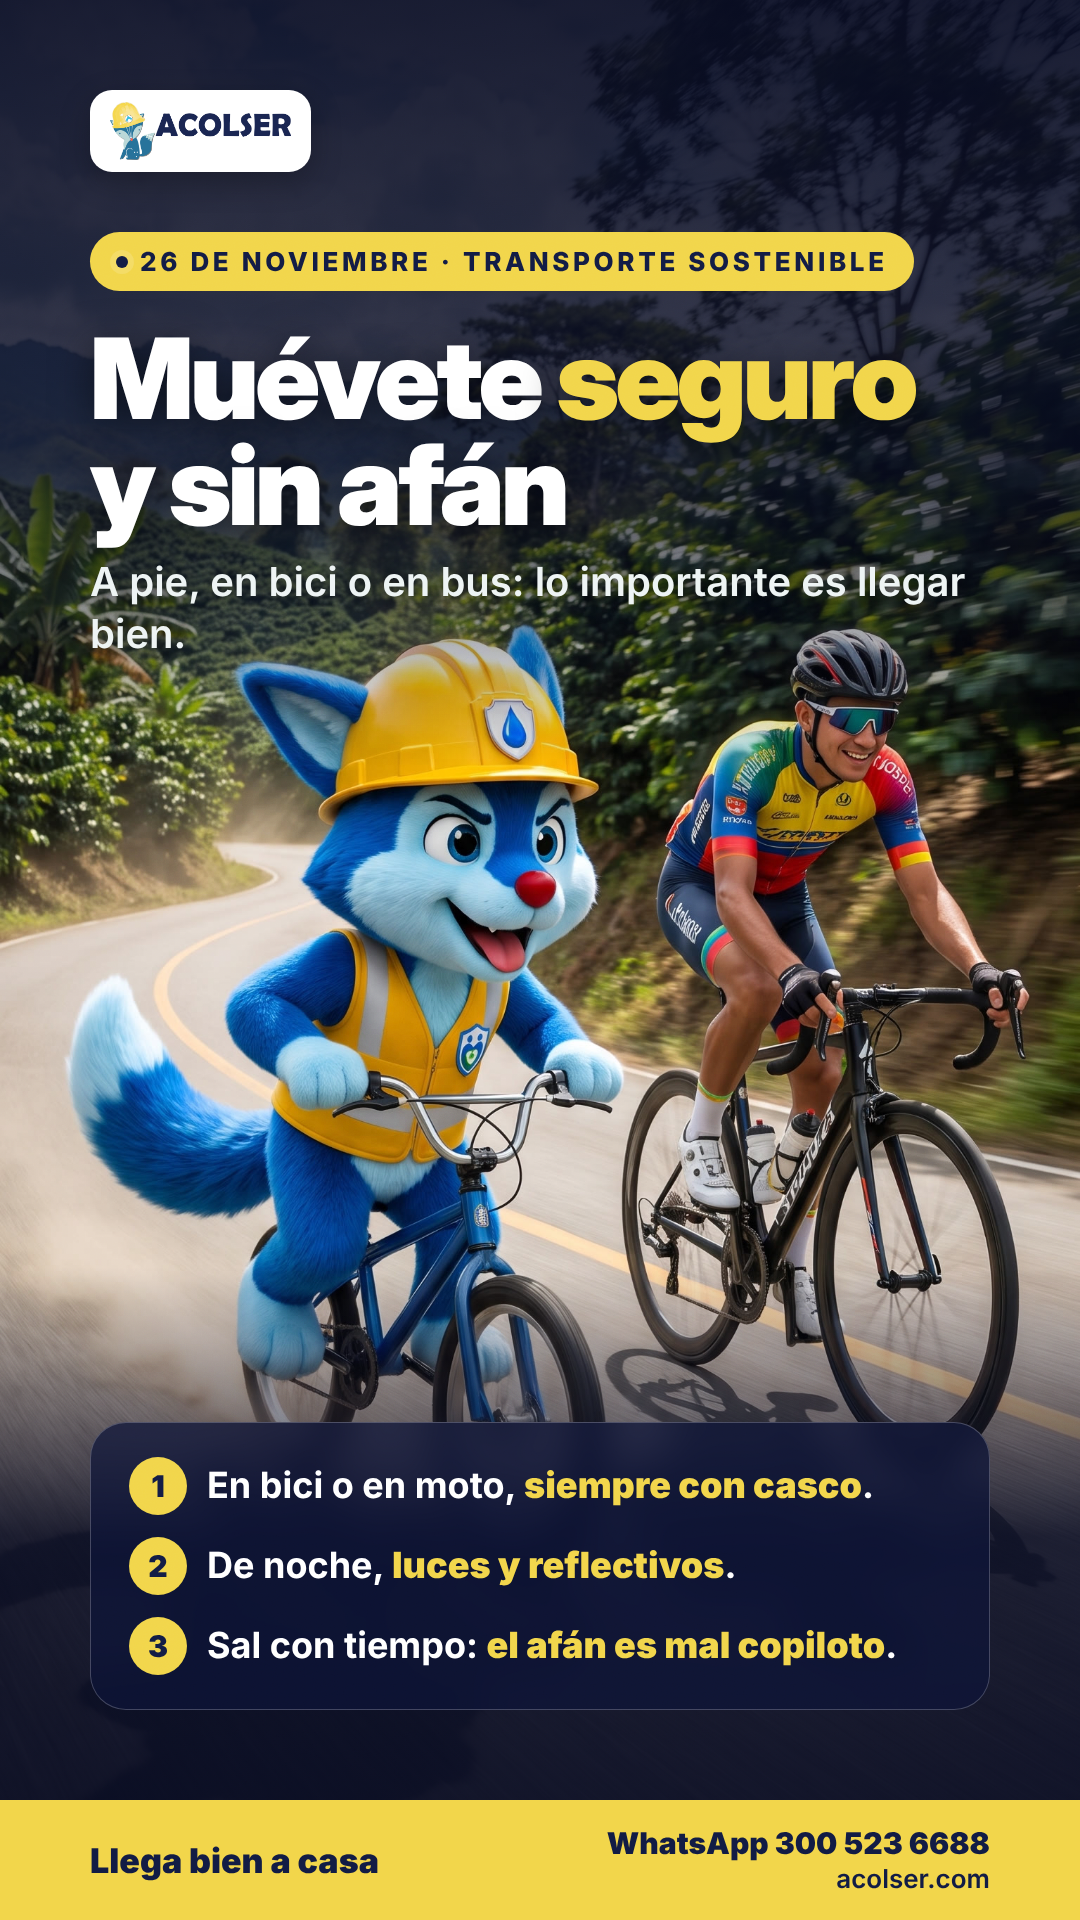 ACOLSER
26 DE NOVIEMBRE · TRANSPORTE SOSTENIBLE
Muévete seguro
y sin afán
A pie, en bici o en bus: lo importante es llegar
bien.
1 En bici o en moto, siempre con casco.
2 De noche, luces y reflectivos.
3 Sal con tiempo: el afán es mal copiloto.
Llega bien a casa
WhatsApp 300 523 6688
acolser.com